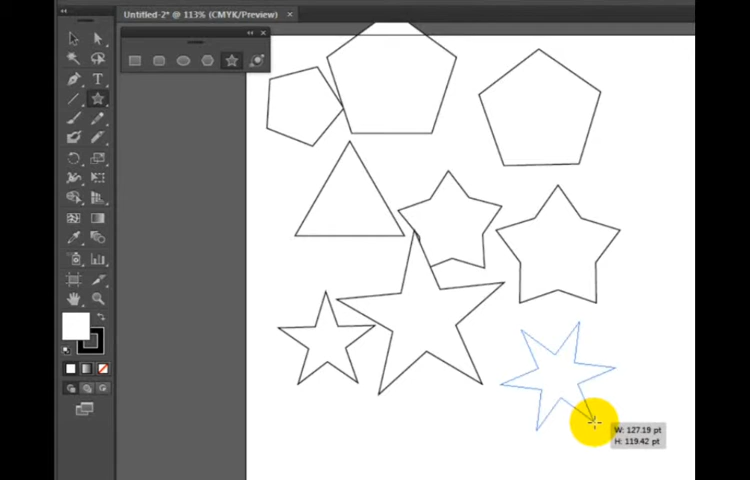 Untitled-2* @ 113% (CMYK/Preview)
T
W: 127.19 pt
H: 119.42 pt